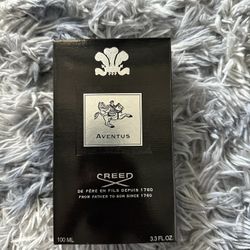 AVENTUS
CREED
DE PÈRE EN FILS DEPUIS 1760
FROM FATHER TO SON SINCE 1760
100 ML 3.3 FL.OZ.